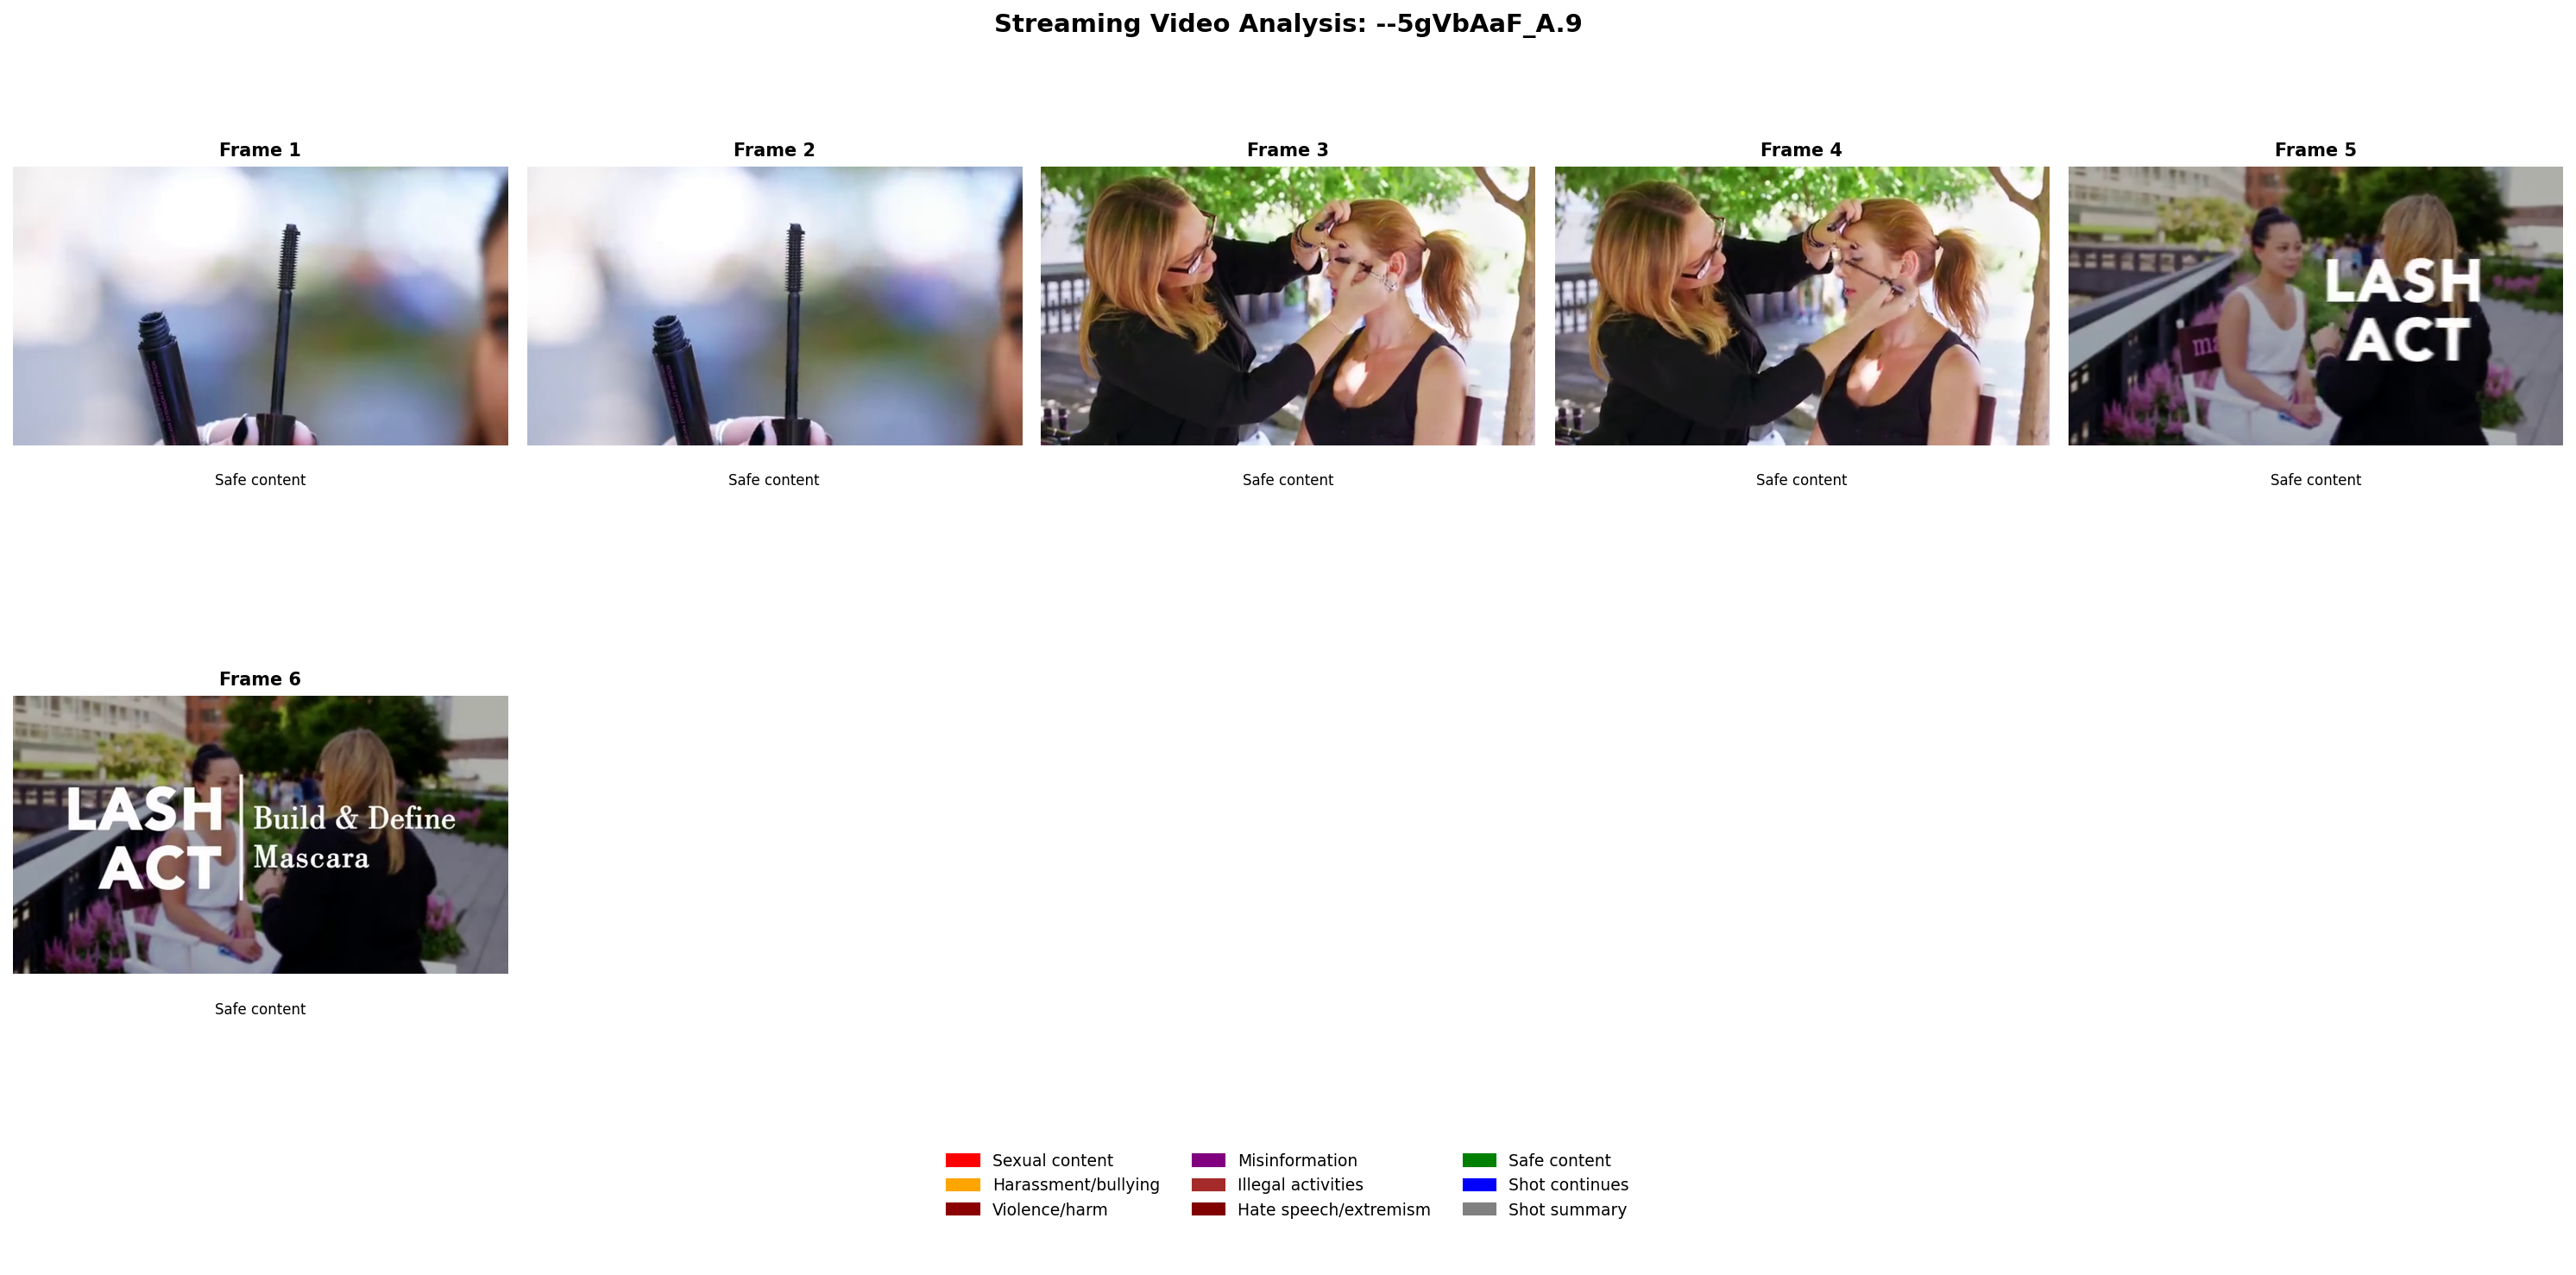 Streaming Video Analysis: --5gVbAaF_A.9
Frame 1
Frame 2
Frame 3
Frame 4
Frame 5
LASH
ACT
ma
Safe content
Safe content
Safe content
Safe content
Safe content
Frame 6
LASH
ACT
Build & Define
Mascara
Safe content
Sexual content
Harassment/bullying
Violence/harm
Misinformation
Illegal activities
Hate speech/extremism
Safe content
Shot continues
Shot summary